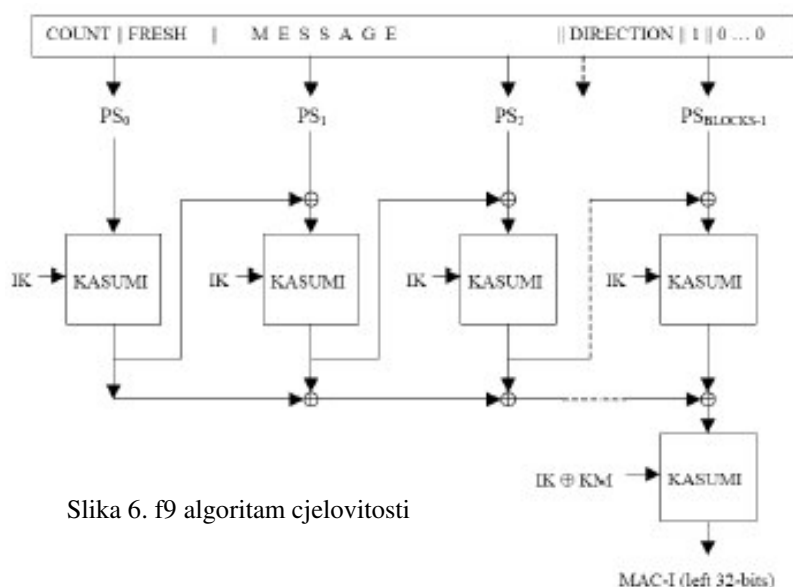 COUNT || FRESH || M E S S A G E || DIRECTION || 1 || 0 … 0
PS0 PS1 PS2 PSBLOCKS-1
IK KASUMI IK KASUMI IK KASUMI IK KASUMI
IK ⊕ KM KASUMI
Slika 6. f9 algoritam cjelovitosti
MAC-I (left 32-bits)